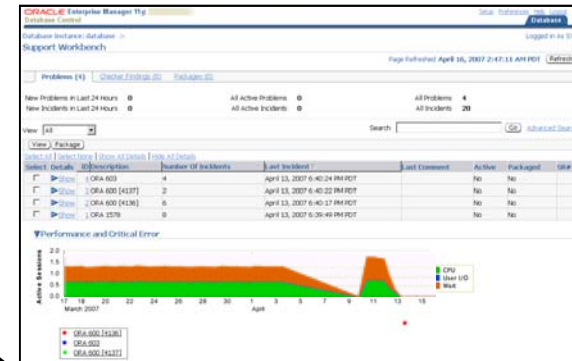 ORACLE Enterprise Manager 11g
Database Control
Setup Preferences Help Logout
Database
Database Instance: database >
Logged in As S
Support Workbench
Page Refreshed April 16, 2007 2:47:11 AM PDT Refresh
Problems (4) Checker Findings (0) Packages (0)
New Problems in Last 24 Hours 0 All Active Problems 0 All Problems 4
New Incidents in Last 24 Hours 0 All Active Incidents 0 All Incidents 20
View All Search Go Advanced Sear
View Package
Select All | Select None | Show All Details | Hide All Details
Select Details ID Description Number Of Incidents Last Incident Last Comment Active Packaged SR#
Show ORA 603 4 April 13, 2007 6:40:24 PM PDT No No
Show ORA 600 [4137] 2 April 13, 2007 6:40:22 PM PDT No No
Show 2 ORA 600 [4136] 6 April 13, 2007 6:40:17 PM PDT No No
Show 1 ORA 1578 8 April 13, 2007 6:39:49 PM PDT No No
Performance and Critical Error
Active Sessions
2.0
1.5
1.0
0.5
0.0
CPU
User I/O
Wait
17 18 20 22 24 26 28 30 1 3 5 7 9 11 13 15
March 2007 April
ORA 600 [4136]
ORA 603
ORA 600 [4137]